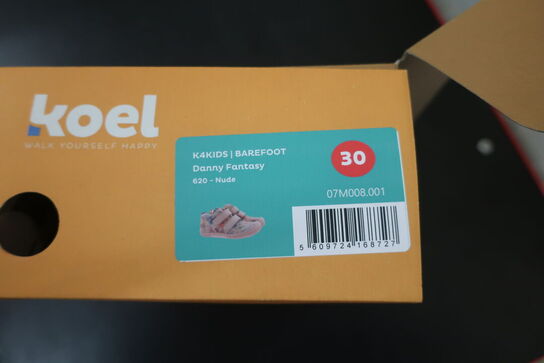 koel
WALK YOURSELF HAPPY
K4KIDS | BAREFOOT
Danny Fantasy
620 - Nude
30
07M008.001
5 609724 168727